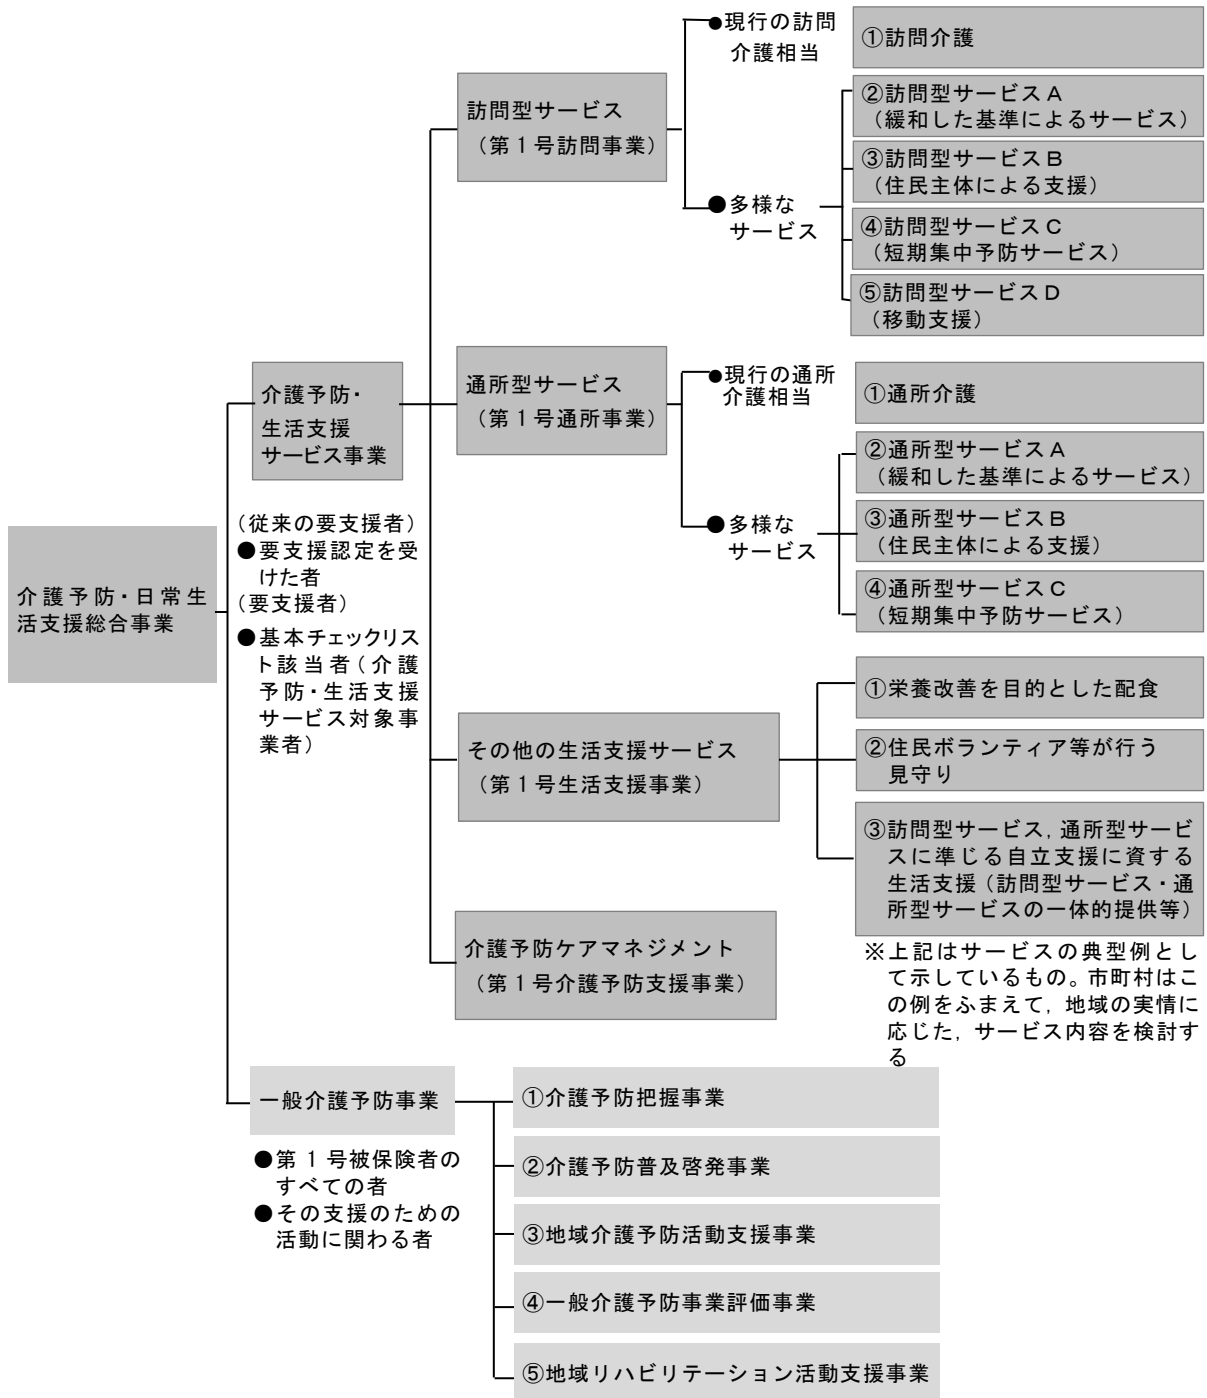 介護予防・日常生
活支援総合事業
介護予防・
生活支援
サービス事業
(従来の要支援者)
●要支援認定を受
けた者
(要支援者)
●基本チェックリス
ト該当者(介護
予防・生活支援
サービス対象事
業者)
訪問型サービス
(第1号訪問事業)
●現行の訪問
介護相当
①訪問介護
●多様な
サービス
②訪問型サービスA
(緩和した基準によるサービス)
③訪問型サービスB
(住民主体による支援)
④訪問型サービスC
(短期集中予防サービス)
⑤訪問型サービスD
(移動支援)
通所型サービス
(第1号通所事業)
●現行の通所
介護相当
①通所介護
●多様な
サービス
②通所型サービスA
(緩和した基準によるサービス)
③通所型サービスB
(住民主体による支援)
④通所型サービスC
(短期集中予防サービス)
その他の生活支援サービス
(第1号生活支援事業)
①栄養改善を目的とした配食
②住民ボランティア等が行う
見守り
③訪問型サービス,通所型サービ
スに準じる自立支援に資する
生活支援(訪問型サービス・通
所型サービスの一体的提供等)
※上記はサービスの典型例とし
て示しているもの。市町村はこ
の例をふまえて,地域の実情に
応じた,サービス内容を検討す
る
介護予防ケアマネジメント
(第1号介護予防支援事業)
一般介護予防事業
●第1号被保険者の
すべての者
●その支援のための
活動に関わる者
①介護予防把握事業
②介護予防普及啓発事業
③地域介護予防活動支援事業
④一般介護予防事業評価事業
⑤地域リハビリテーション活動支援事業